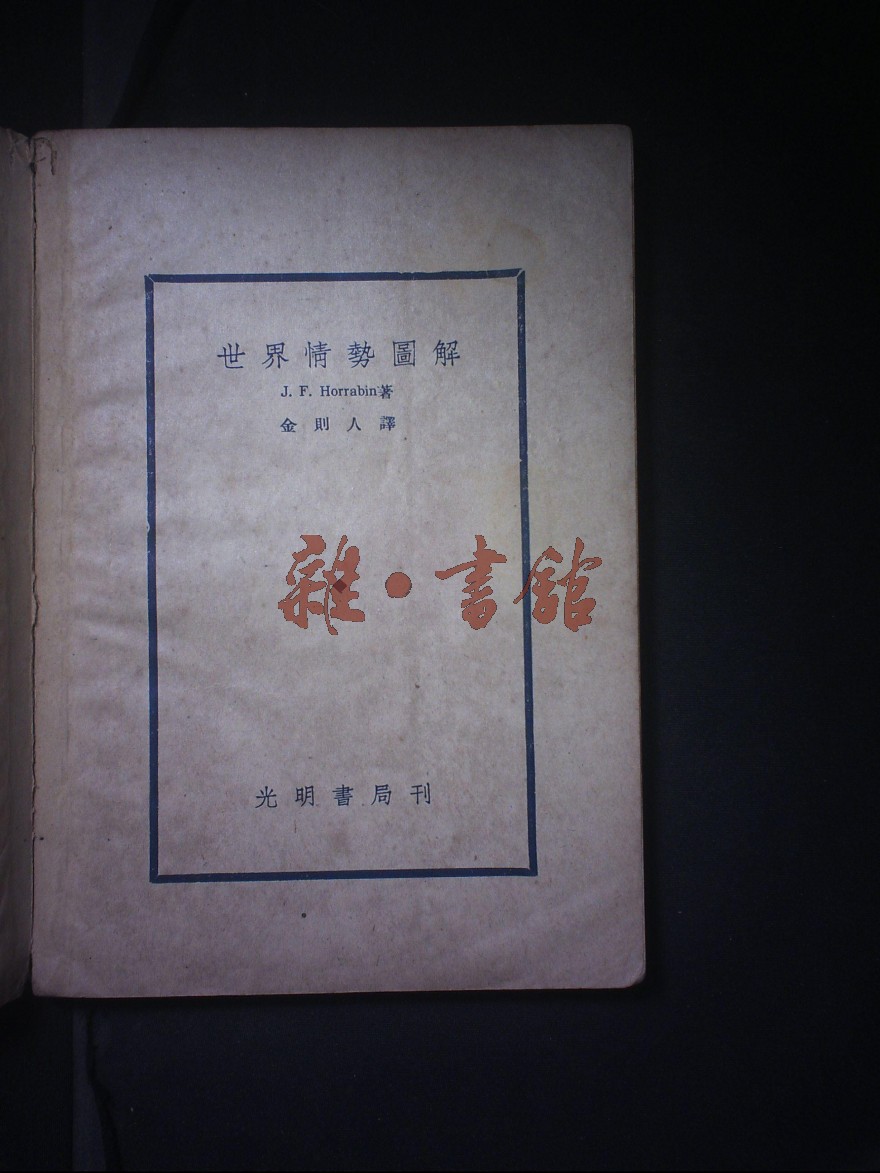 世界情勢圖解
J. F. Horrabin著
金則人譯
雜·書館
光明書局刊